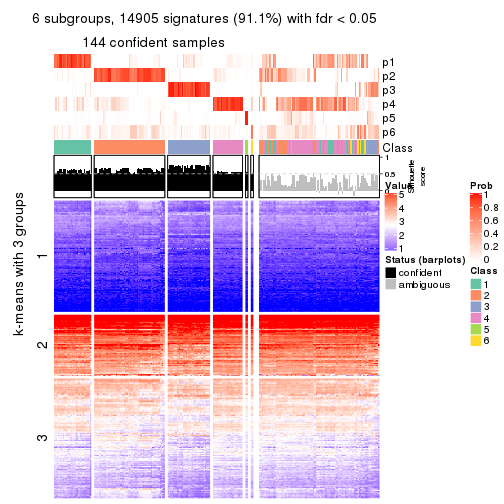 6 subgroups, 14905 signatures (91.1%) with fdr < 0.05
144 confident samples
p1
p2
p3
p4
p5
p6
Class
1
0.5
0
Silhouette
score
k-means with 3 groups
1
2
3
Value
5
4
3
2
1
Status (barplots)
confident
ambiguous
Prob
1
0.8
0.6
0.4
0.2
0
Class
1
2
3
4
5
6